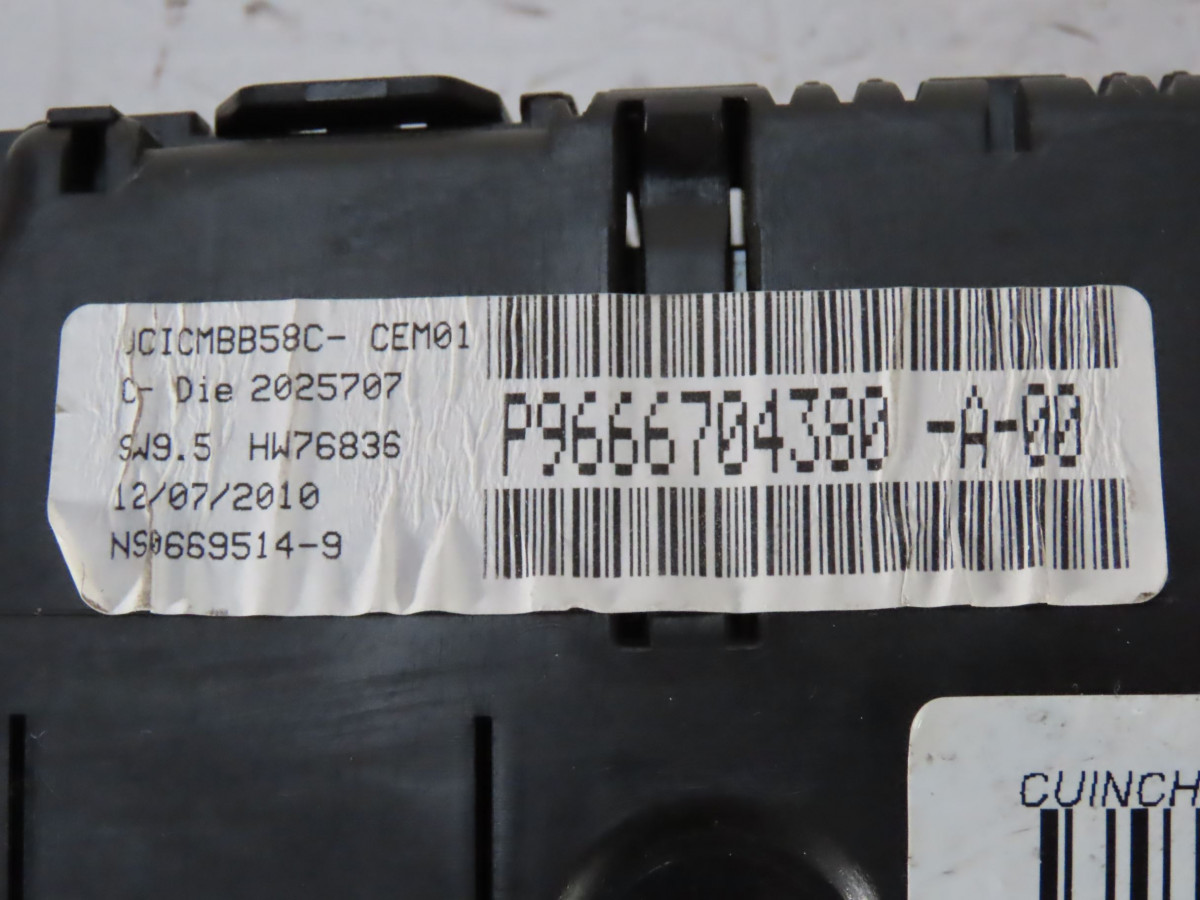 JCICMBB58C- CEM01
C- Die 2025707
SW9.5 HW76836
12/07/2010
NS0669514-9
P9666704380 -A-00
CUINCH